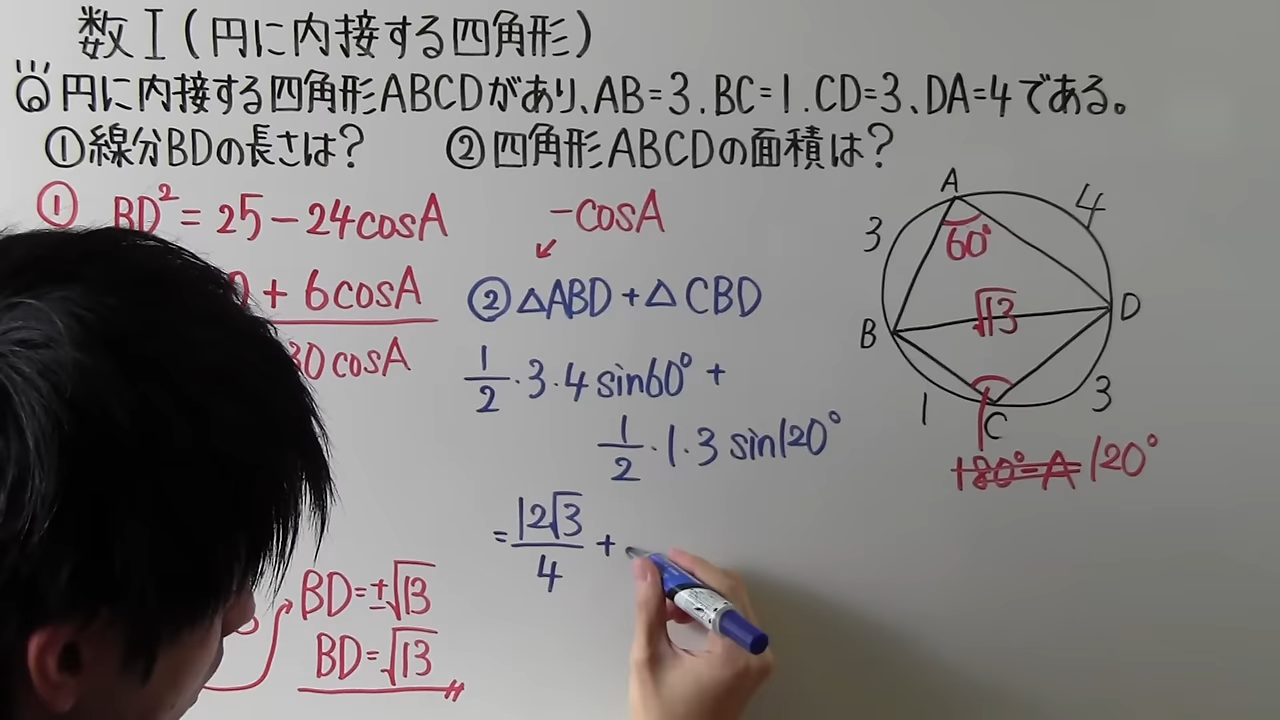 数I(円に内接する四角形)
円に内接する四角形ABCDがあり、AB=3.BC=1.CD=3、DA=4である。
①線分BDの長さは? ②四角形ABCDの面積は?
① BD²=25-24cosA
+6cosA
30cosA
BD=±√13
BD=√13
-cosA
②△ABD+△CBD
1/2・3・4sin60°+
1/2・1・3sin120°
=12√3/4+
A
4
3
60°
√13
B
D
1
C
3
180°-A 120°